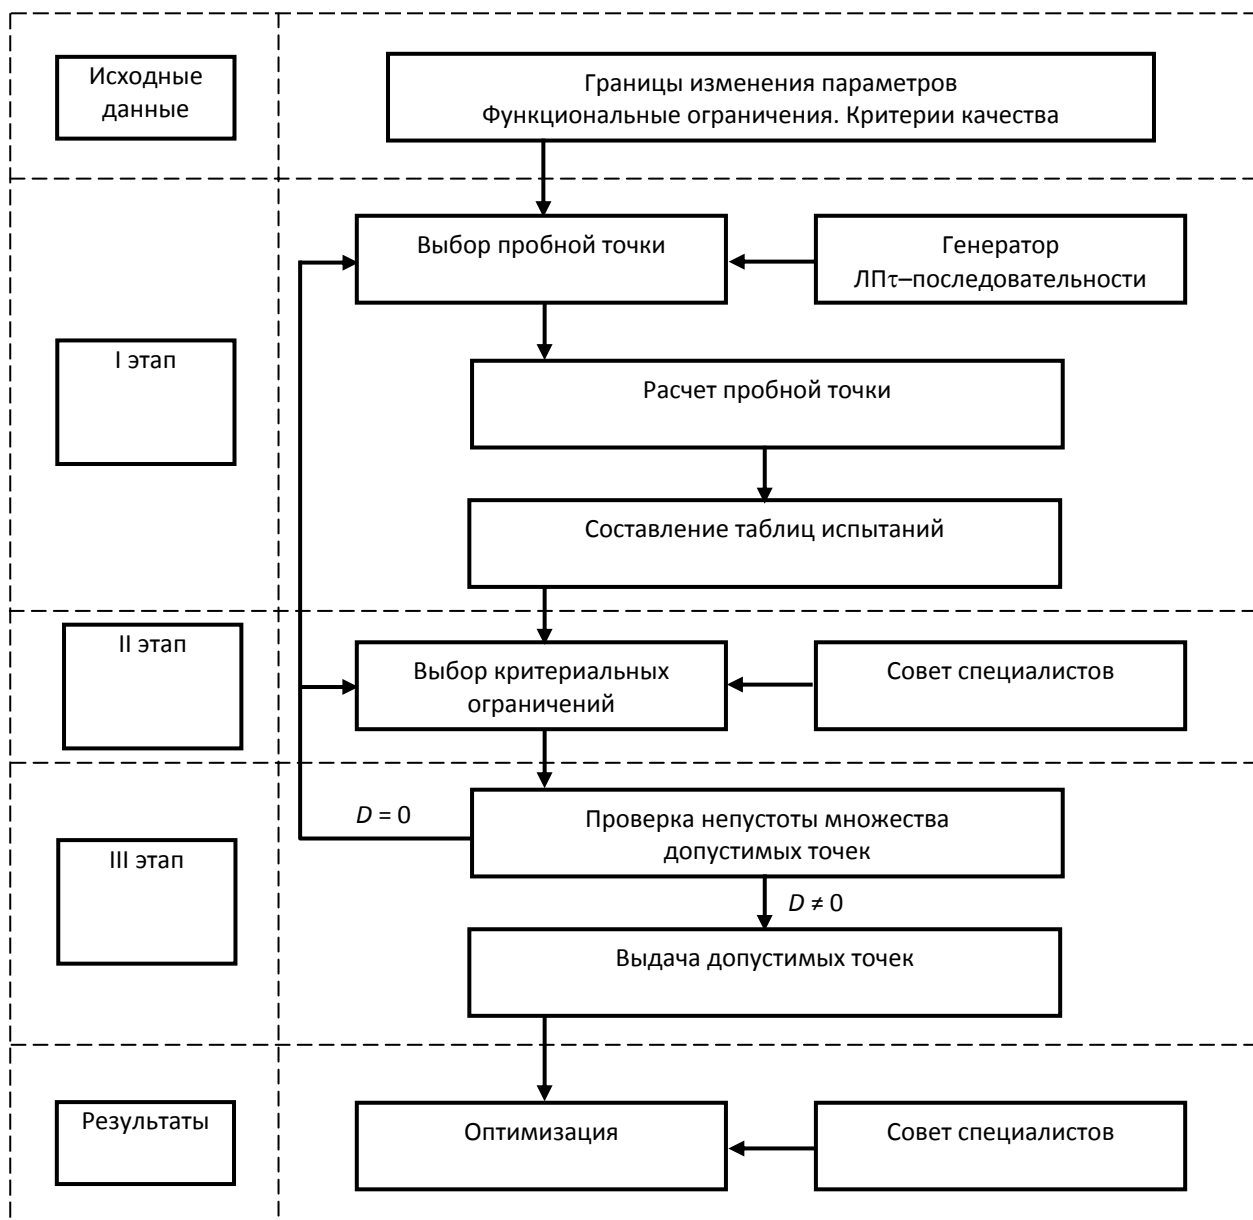 Исходные
данные
Границы изменения параметров
Функциональные ограничения. Критерии качества
Выбор пробной точки
Генератор
ЛПτ–последовательности
I этап
Расчет пробной точки
Составление таблиц испытаний
II этап
Выбор критериальных
ограничений
Совет специалистов
D = 0
Проверка непустоты множества
допустимых точек
III этап
D ≠ 0
Выдача допустимых точек
Результаты
Оптимизация
Совет специалистов